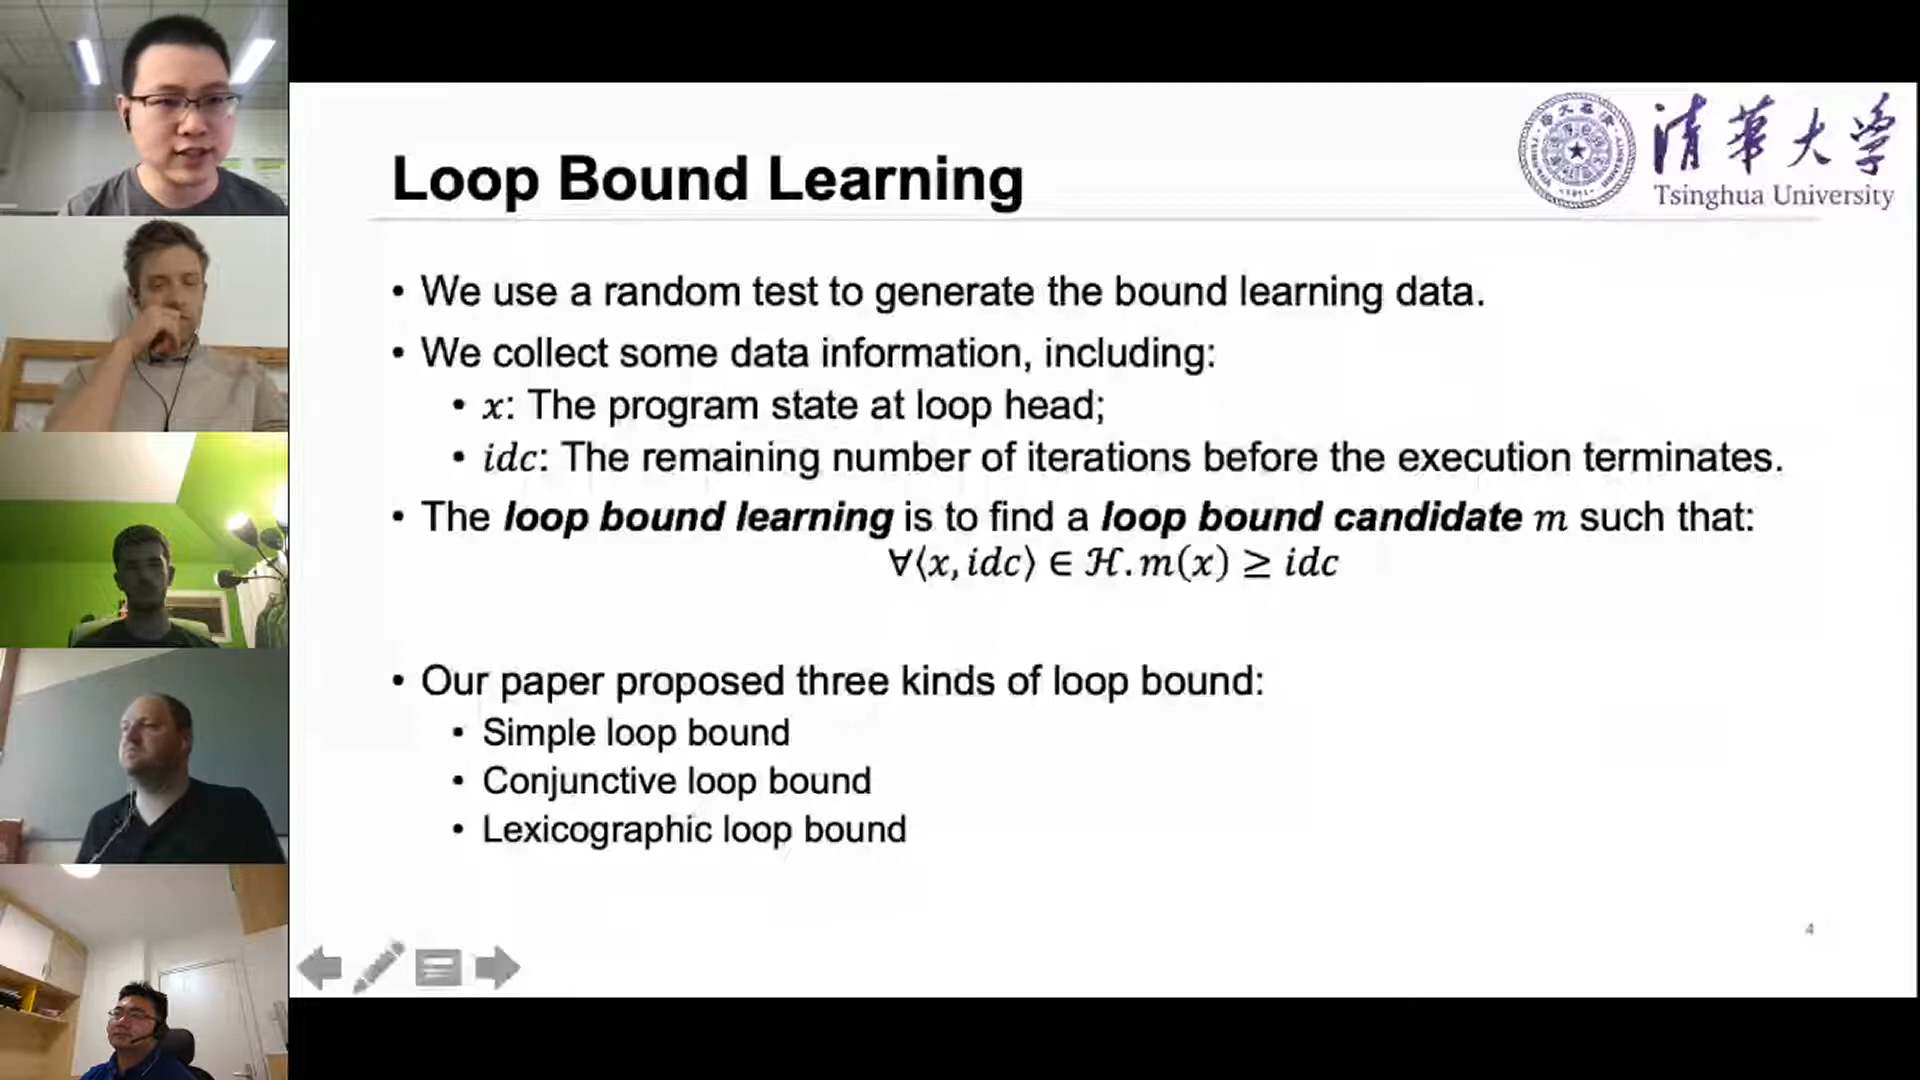 清華大学
Tsinghua University
Loop Bound Learning
• We use a random test to generate the bound learning data.
• We collect some data information, including:
• x: The program state at loop head;
• idc: The remaining number of iterations before the execution terminates.
• The loop bound learning is to find a loop bound candidate m such that:
∀⟨x, idc⟩ ∈ ℋ. m(x) ≥ idc
• Our paper proposed three kinds of loop bound:
• Simple loop bound
• Conjunctive loop bound
• Lexicographic loop bound
4